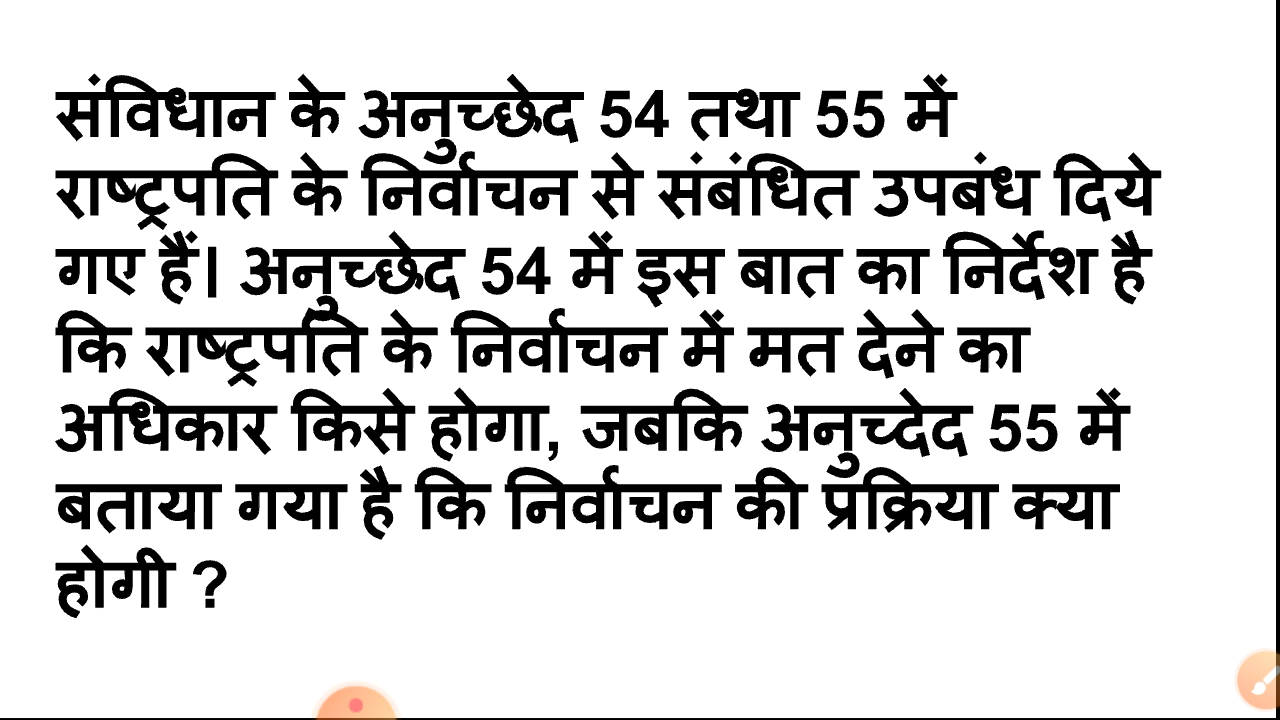 संविधान के अनुच्छेद 54 तथा 55 में
राष्ट्रपति के निर्वाचन से संबंधित उपबंध दिये
गए हैं। अनुच्छेद 54 में इस बात का निर्देश है
कि राष्ट्रपति के निर्वाचन में मत देने का
अधिकार किसे होगा, जबकि अनुच्देद 55 में
बताया गया है कि निर्वाचन की प्रक्रिया क्या
होगी ?